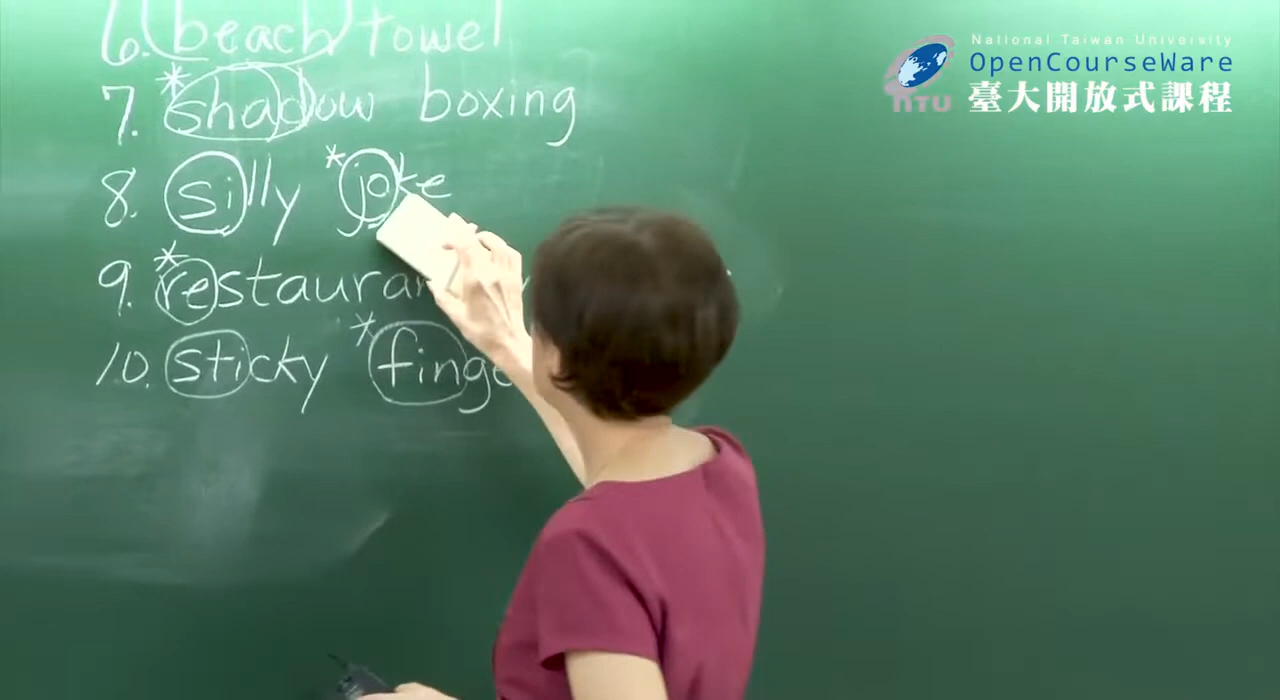 6. beach towel
7. *shadow boxing
8. silly *joke
9. *restauran
10. sticky *finge
National Taiwan University
OpenCourseWare
NTU 臺大開放式課程